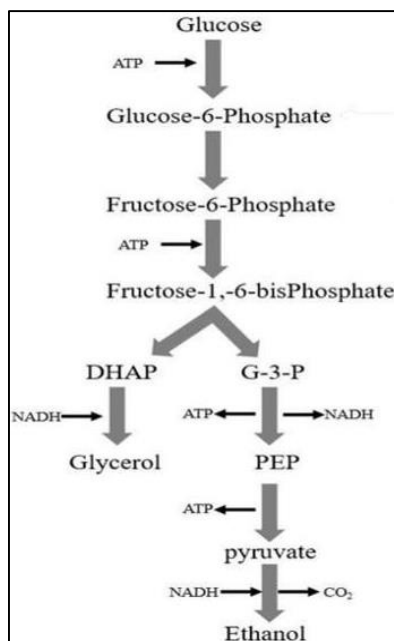 Glucose
ATP
Glucose-6-Phosphate
Fructose-6-Phosphate
ATP
Fructose-1,-6-bisPhosphate
DHAP G-3-P
NADH ATP NADH
Glycerol PEP
ATP
pyruvate
NADH CO₂
Ethanol